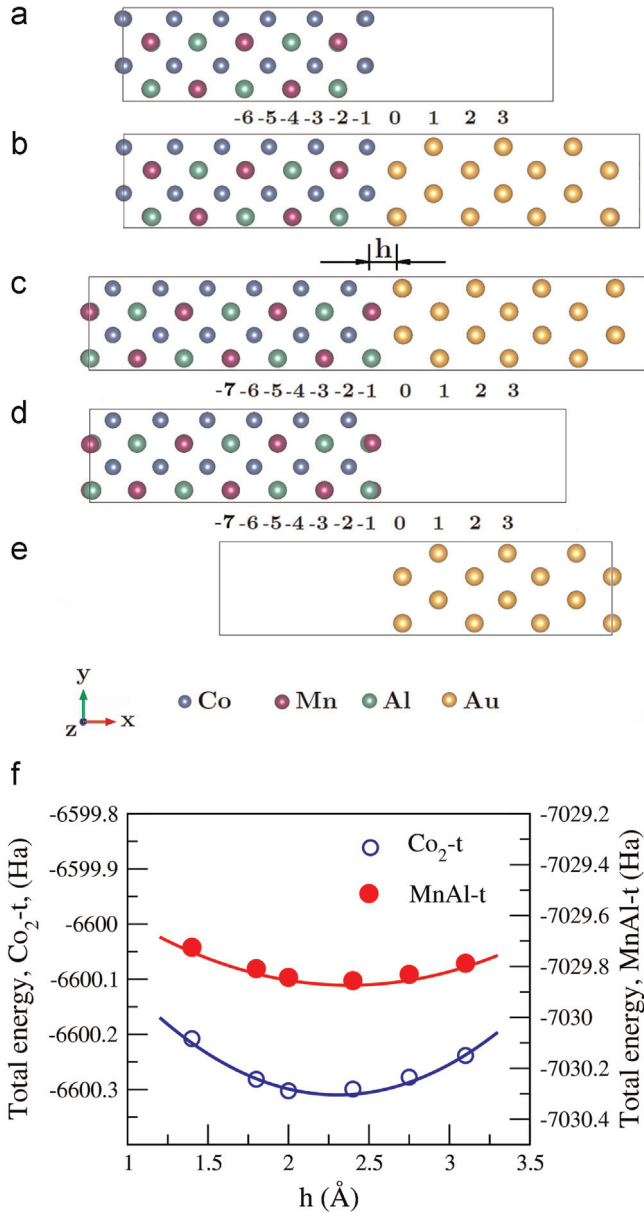 a
-6 -5 -4 -3 -2 -1 0 1 2 3
b
h
c
-7 -6 -5 -4 -3 -2 -1 0 1 2 3
d
-7 -6 -5 -4 -3 -2 -1 0 1 2 3
e
y
z x
Co Mn Al Au
f
Total energy, Co₂-t, (Ha)
-6599.8
-6599.9
-6600
-6600.1
-6600.2
-6600.3
Co₂-t
MnAl-t
-7029.2
-7029.4
-7029.6
-7029.8
-7030
-7030.2
-7030.4
Total energy, MnAl-t (Ha)
1 1.5 2 2.5 3 3.5
h (Å)